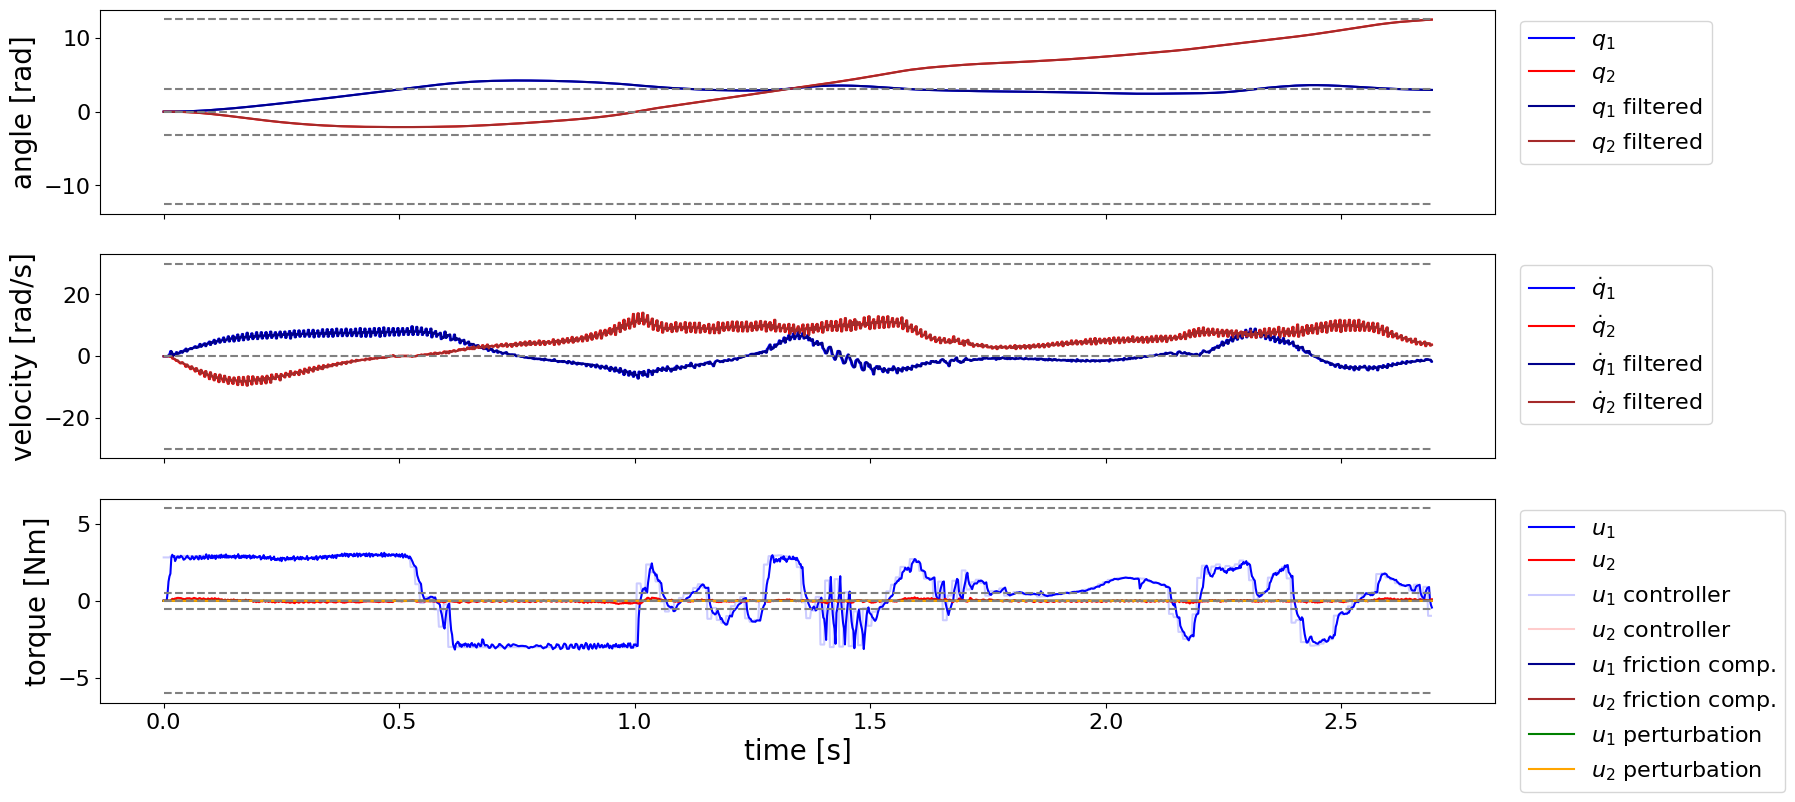 angle [rad]
10
0
−10
q₁
q₂
q₁ filtered
q₂ filtered
velocity [rad/s]
20
0
−20
q̇₁
q̇₂
q̇₁ filtered
q̇₂ filtered
torque [Nm]
5
0
−5
0.0 0.5 1.0 1.5 2.0 2.5
time [s]
u₁
u₂
u₁ controller
u₂ controller
u₁ friction comp.
u₂ friction comp.
u₁ perturbation
u₂ perturbation